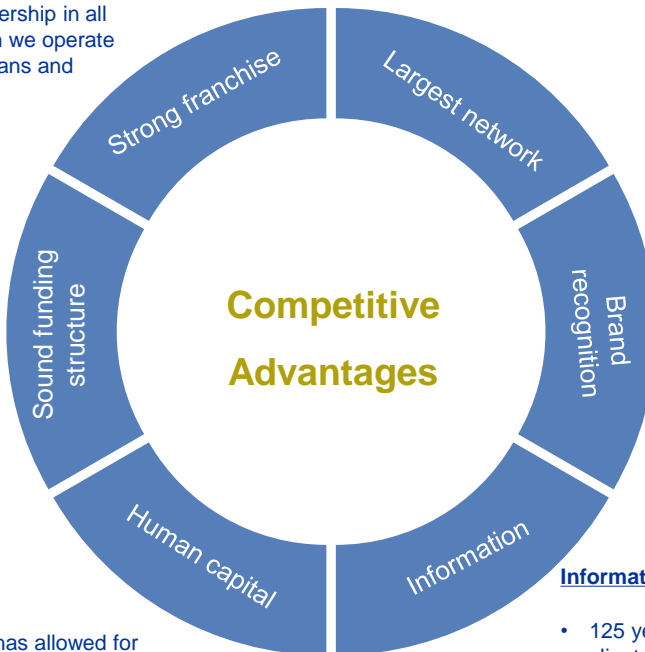 ership in all
we operate
ans and
Strong franchise
Largest network
Brand
recognition
Information
Human capital
Sound funding
structure
Competitive
Advantages
has allowed for
Informat
• 125 ye